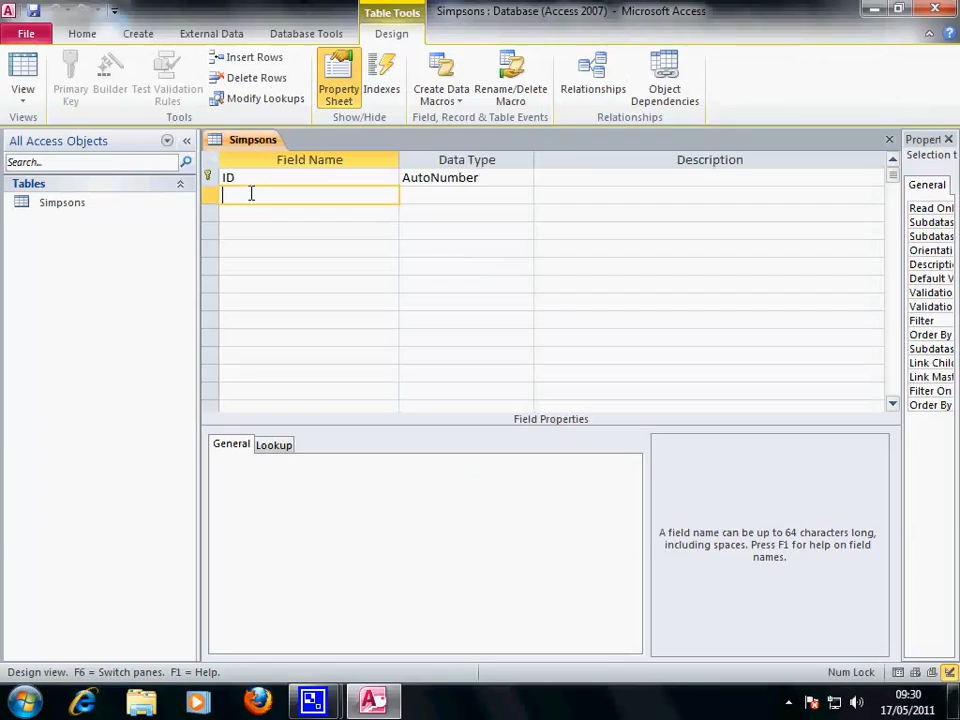 Table Tools
Simpsons : Database (Access 2007) - Microsoft Access
File Home Create External Data Database Tools Design
View
Primary Key
Builder
Test Validation Rules
Insert Rows
Delete Rows
Modify Lookups
Property Sheet
Indexes
Create Data Macros
Rename/Delete Macro
Relationships
Object Dependencies
Views Tools Show/Hide Field, Record & Table Events Relationships
All Access Objects
Search...
Tables
Simpsons
Simpsons
Field Name Data Type Description
ID AutoNumber
Field Properties
General Lookup
A field name can be up to 64 characters long,
including spaces. Press F1 for help on field
names.
Propert
Selection t
General
Read Onl
Subdatas
Subdatas
Orientati
Descripti
Default V
Validatio
Validatio
Filter
Order By
Subdatas
Link Chil
Link Mast
Filter On
Order By
Design view. F6 = Switch panes. F1 = Help.
Num Lock
09:30
17/05/2011